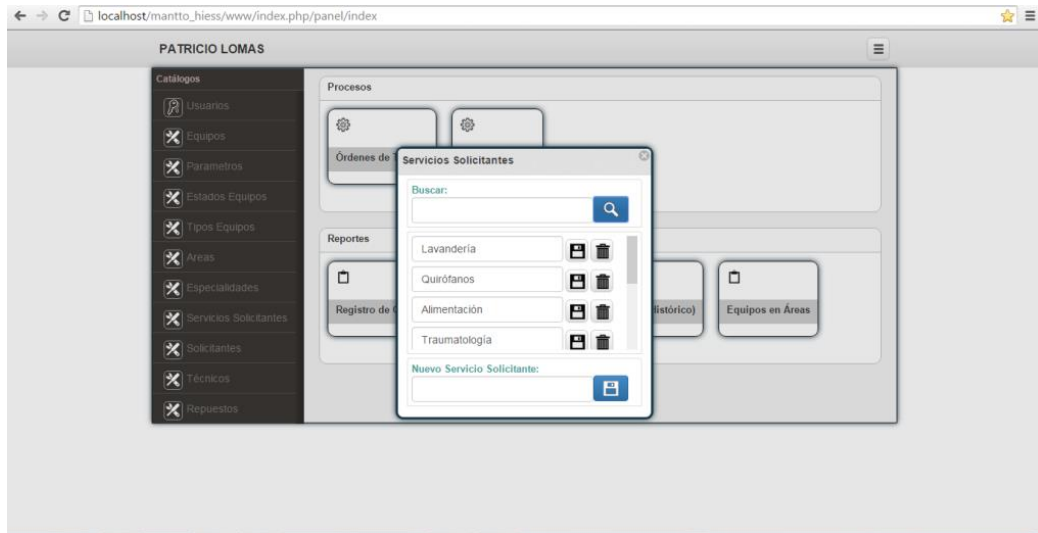 localhost/mantto_hiess/www/index.php/panel/index
PATRICIO LOMAS
Catálogos
Usuarios
Equipos
Parametros
Estados Equipos
Tipos Equipos
Areas
Especialidades
Servicios Solicitantes
Solicitantes
Técnicos
Repuestos
Procesos
Órdenes de
Reportes
Registro de
Equipos en Áreas
Servicios Solicitantes
Buscar:
Lavandería
Quirófanos
Alimentación
Traumatología
Nuevo Servicio Solicitante: